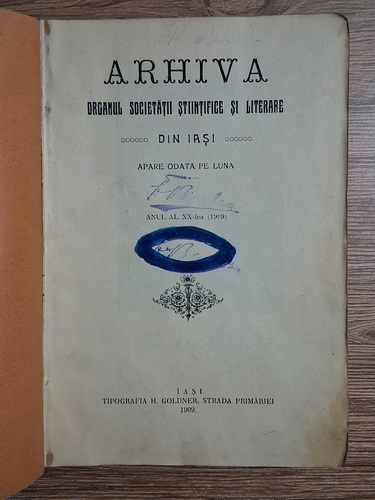 ARHIVA
ORGANUL SOCIETĂȚII ȘTIINȚIFICE ȘI LITERARE
DIN IAȘI
APARE ODATA PE LUNA
ANUL AL XX-lea (1909)
IAȘI
TIPOGRAFIA H. GOLDNER, STRADA PRIMĂRIEI
1909.